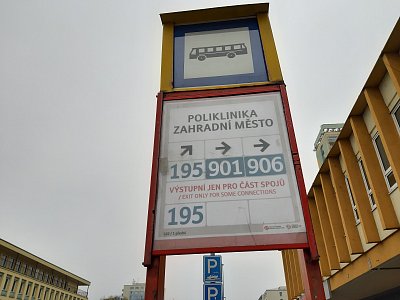 POLIKLINIKA
ZAHRADNÍ MĚSTO
195 901 906
VÝSTUPNÍ JEN PRO ČÁST SPOJŮ
/ EXIT ONLY FOR SOME CONNECTIONS
195
P
P